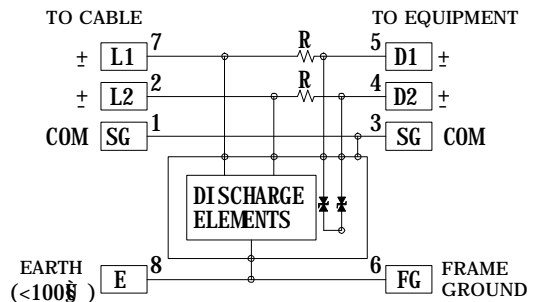 TO CABLE TO EQUIPMENT
7 R 5
± L1 D1 ±
2 R 4
± L2 D2 ±
1 3
COM SG SG COM
DISCHARGE
ELEMENTS
EARTH 8 6 FRAME
(<100 ) E FG GROUND